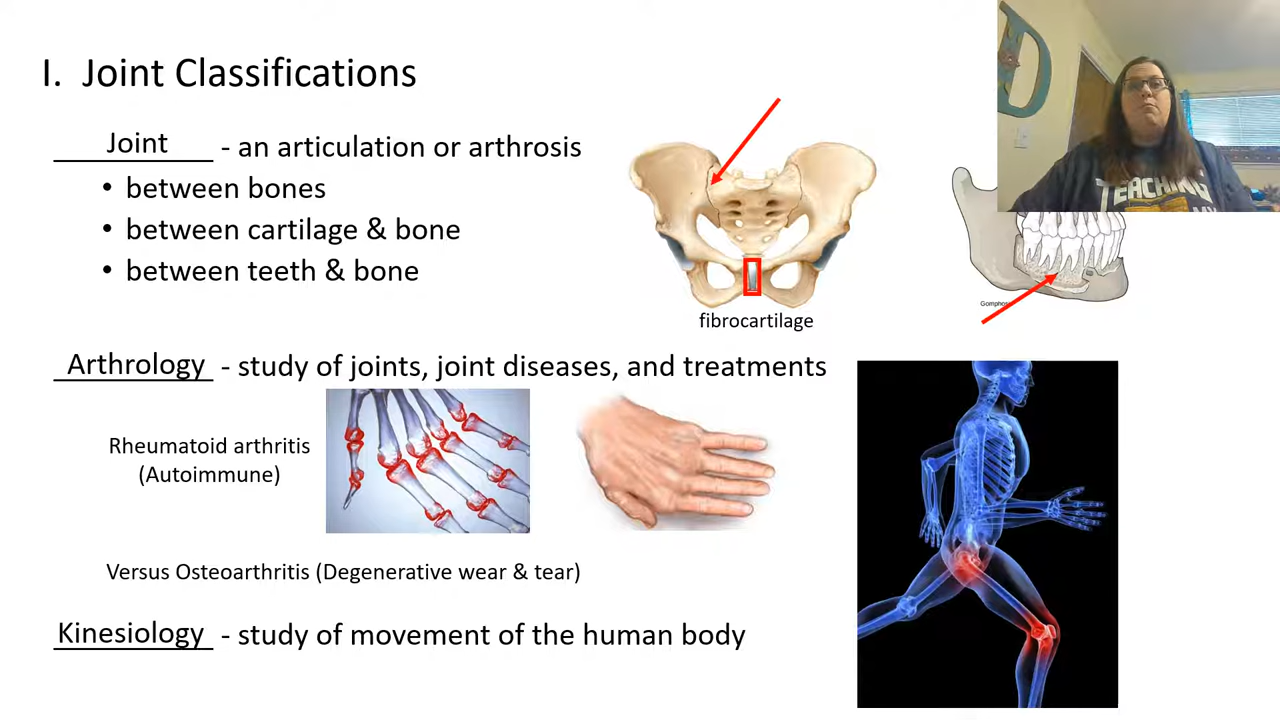 I. Joint Classifications
Joint - an articulation or arthrosis
• between bones
• between cartilage & bone
• between teeth & bone
fibrocartilage
TEACHING
MY
Arthrology - study of joints, joint diseases, and treatments
Rheumatoid arthritis
(Autoimmune)
Versus Osteoarthritis (Degenerative wear & tear)
Kinesiology - study of movement of the human body